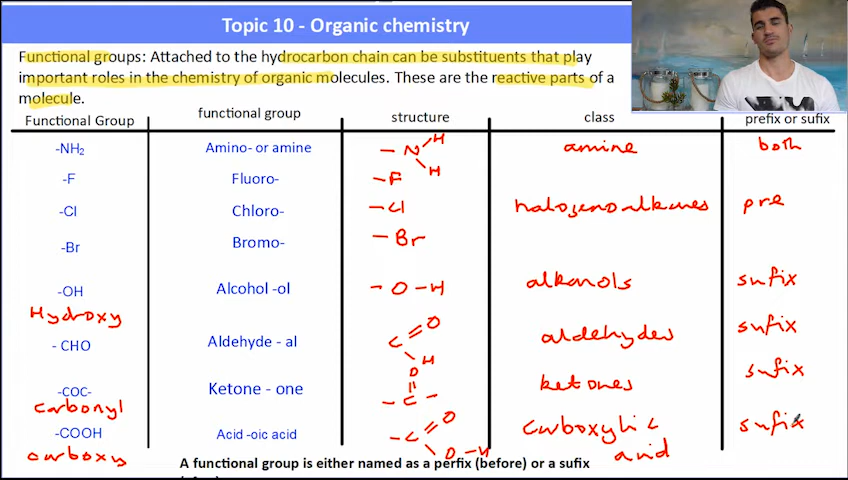 Topic 10 - Organic chemistry
Functional groups: Attached to the hydrocarbon chain can be substituents that play
important roles in the chemistry of organic molecules. These are the reactive parts of a
molecule.
Functional Group functional group structure class prefix or suffix
-NH₂ Amino- or amine - N H H amine both
-F Fluoro- - F
-Cl Chloro- - Cl halogenoalkanes pre
-Br Bromo- - Br
-OH Alcohol -ol - O - H alkanols sufix
Hydroxy
- CHO Aldehyde - al C = O H aldehydes sufix
-COC- Ketone - one O = - C - ketones sufix
Carbonyl
-COOH Acid -oic acid - C = O O - H Carboxylic acid sufix
carboxy
A functional group is either named as a perfix (before) or a sufix